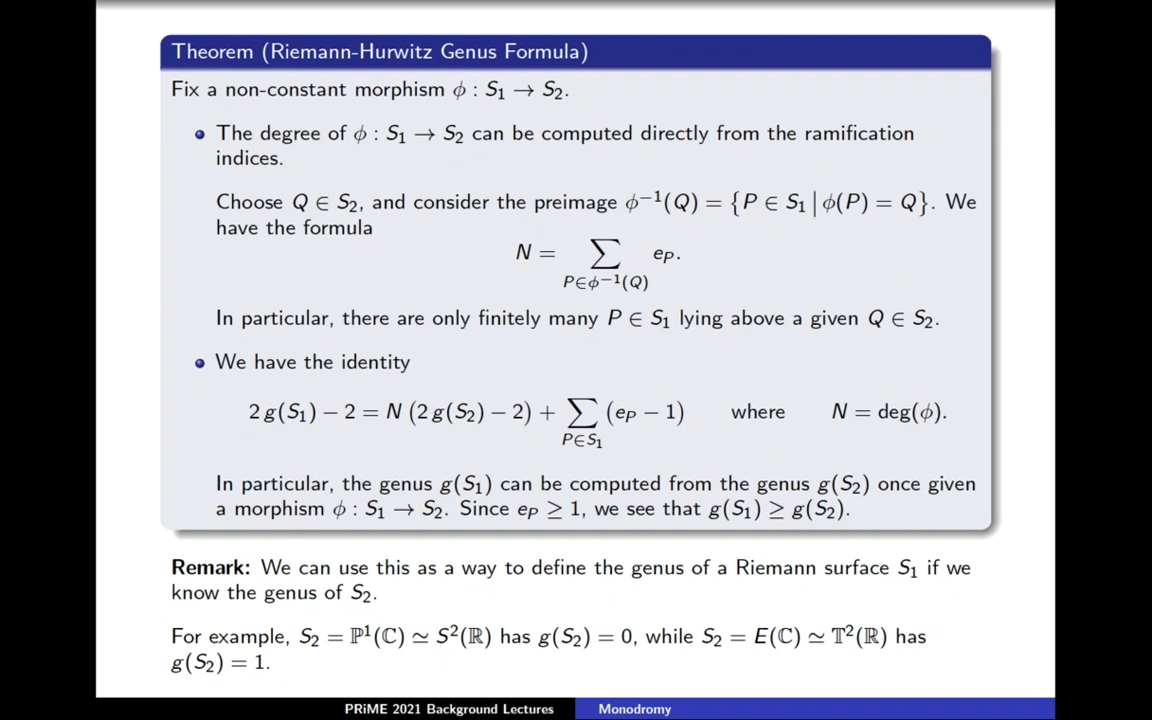 Theorem (Riemann-Hurwitz Genus Formula)
Fix a non-constant morphism ϕ : S₁ → S₂.
• The degree of ϕ : S₁ → S₂ can be computed directly from the ramification
indices.
Choose Q ∈ S₂, and consider the preimage ϕ⁻¹(Q) = {P ∈ S₁ | ϕ(P) = Q}. We
have the formula
N = ∑ e_P.
P∈ϕ⁻¹(Q)
In particular, there are only finitely many P ∈ S₁ lying above a given Q ∈ S₂.
• We have the identity
2 g(S₁) − 2 = N (2 g(S₂) − 2) + ∑ (e_P − 1) where N = deg(ϕ).
P∈S₁
In particular, the genus g(S₁) can be computed from the genus g(S₂) once given
a morphism ϕ : S₁ → S₂. Since e_P ≥ 1, we see that g(S₁) ≥ g(S₂).
Remark: We can use this as a way to define the genus of a Riemann surface S₁ if we
know the genus of S₂.
For example, S₂ = ℙ¹(ℂ) ≃ S²(ℝ) has g(S₂) = 0, while S₂ = E(ℂ) ≃ 𝕋²(ℝ) has
g(S₂) = 1.
PRiME 2021 Background Lectures Monodromy